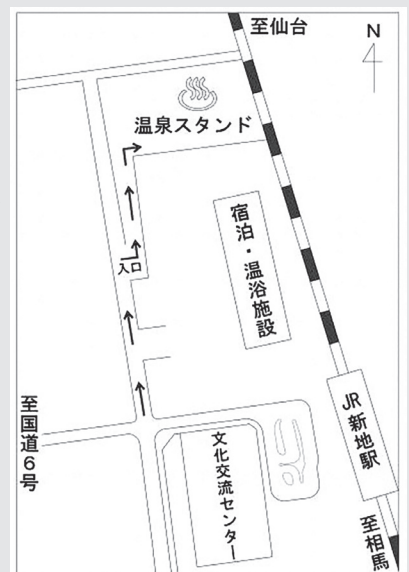 至仙台
N
温泉スタンド
宿泊・温浴施設
入口
JR新地駅
至国道6号
文化交流センター
至相馬